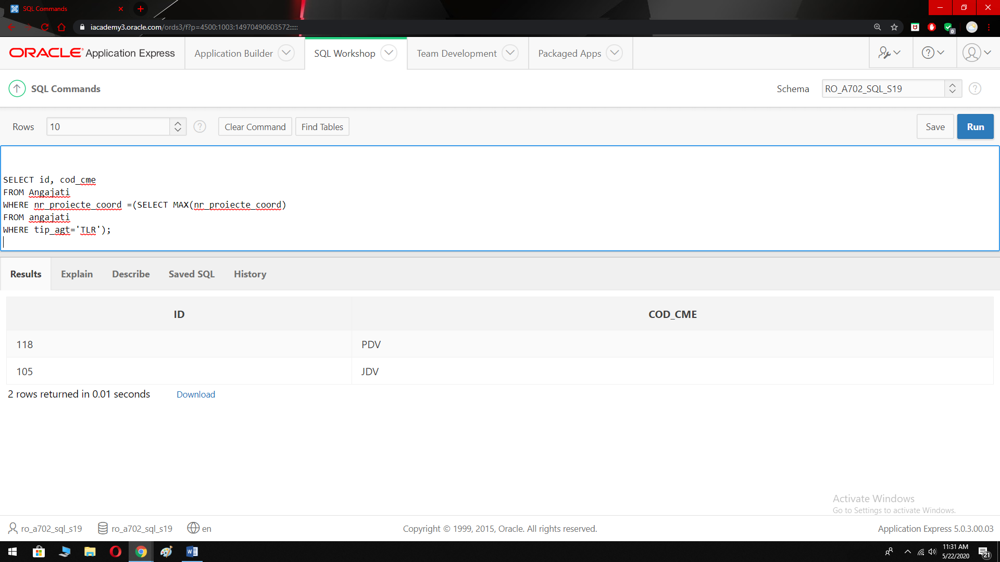 SQL Commands
iacademy3.oracle.com/ords3/f?p=4500:1003:14970490603572:::::
0
ORACLE Application Express
Application Builder
SQL Workshop
Team Development
Packaged Apps
SQL Commands
Schema
RO_A702_SQL_S19
Rows
10
Clear Command
Find Tables
Save
Run
SELECT id, cod_cme
FROM Angajati
WHERE nr_proiecte_coord =(SELECT MAX(nr_proiecte_coord)
FROM angajati
WHERE tip_agt='TLR');
Results
Explain
Describe
Saved SQL
History
ID
COD_CME
118
PDV
105
JDV
2 rows returned in 0.01 seconds
Download
Activate Windows
Go to Settings to activate Windows.
ro_a702_sql_s19
ro_a702_sql_s19
en
Copyright © 1999, 2015, Oracle. All rights reserved.
Application Express 5.0.3.00.03
11:31 AM
5/22/2020
21